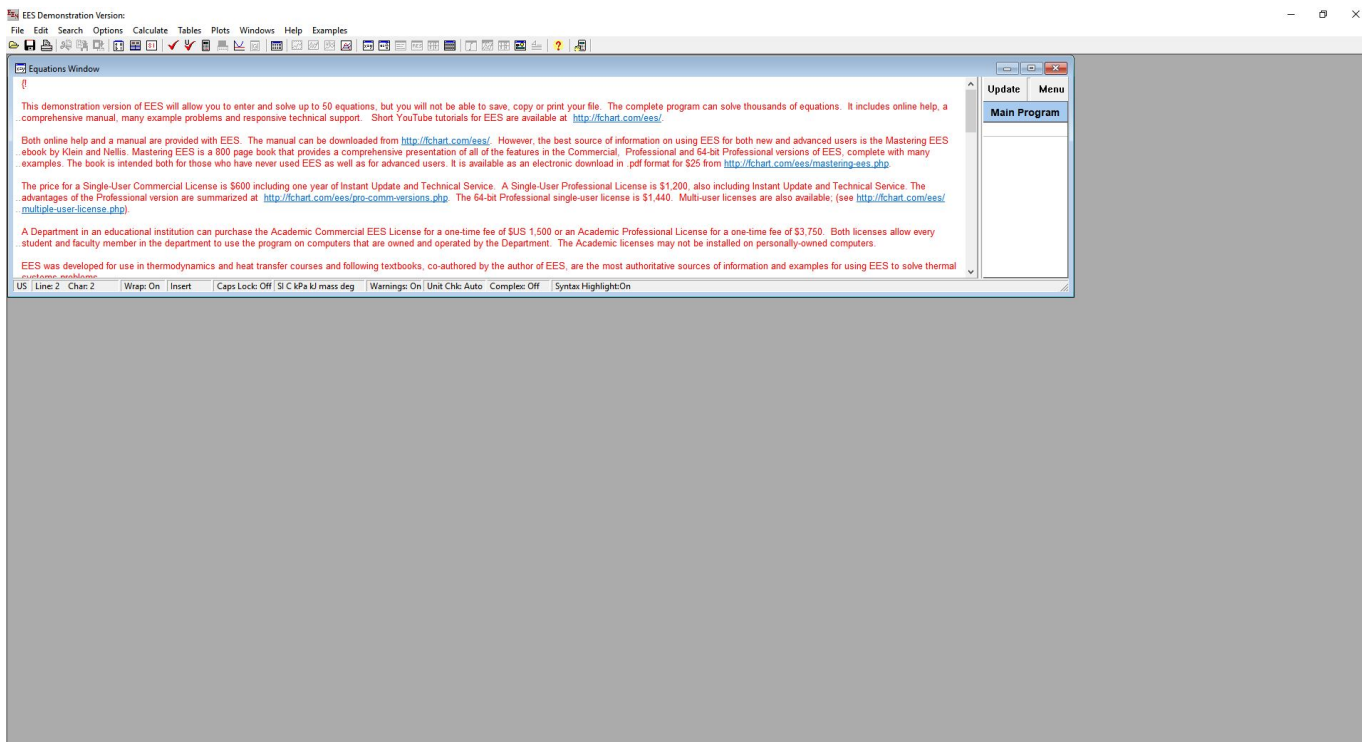 EES Demonstration Version:
File Edit Search Options Calculate Tables Plots Windows Help Examples
Equations Window
{!
This demonstration version of EES will allow you to enter and solve up to 50 equations, but you will not be able to save, copy or print your file. The complete program can solve thousands of equations. It includes online help, a
comprehensive manual, many example problems and responsive technical support. Short YouTube tutorials for EES are available at http://fchart.com/ees/.
Both online help and a manual are provided with EES. The manual can be downloaded from http://fchart.com/ees/. However, the best source of information on using EES for both new and advanced users is the Mastering EES
ebook by Klein and Nellis. Mastering EES is a 800 page book that provides a comprehensive presentation of all of the features in the Commercial, Professional and 64-bit Professional versions of EES, complete with many
examples. The book is intended both for those who have never used EES as well as for advanced users. It is available as an electronic download in .pdf format for $25 from http://fchart.com/ees/mastering-ees.php.
The price for a Single-User Commercial License is $600 including one year of Instant Update and Technical Service. A Single-User Professional License is $1,200, also including Instant Update and Technical Service. The
advantages of the Professional version are summarized at http://fchart.com/ees/pro-comm-versions.php. The 64-bit Professional single-user license is $1,440. Multi-user licenses are also available; (see http://fchart.com/ees/
multiple-user-license.php).
A Department in an educational institution can purchase the Academic Commercial EES License for a one-time fee of $US 1,500 or an Academic Professional License for a one-time fee of $3,750. Both licenses allow every
student and faculty member in the department to use the program on computers that are owned and operated by the Department. The Academic licenses may not be installed on personally-owned computers.
EES was developed for use in thermodynamics and heat transfer courses and following textbooks, co-authored by the author of EES, are the most authoritative sources of information and examples for using EES to solve thermal
systems problems
Update Menu
Main Program
US Line: 2 Char: 2 Wrap: On Insert Caps Lock: Off SI C kPa kJ mass deg Warnings: On Unit Chk: Auto Complex: Off Syntax Highlight:On